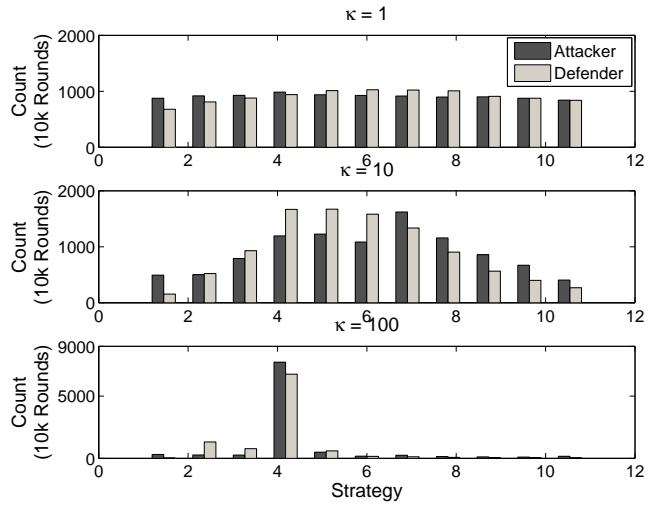 κ = 1
2000
1000
0
Count
(10k Rounds)
Attacker
Defender
0 2 4 6 8 10 12
κ = 10
2000
1000
0
Count
(10k Rounds)
0 2 4 6 8 10 12
κ = 100
9000
5000
0
Count
(10k Rounds)
0 2 4 6 8 10 12
Strategy